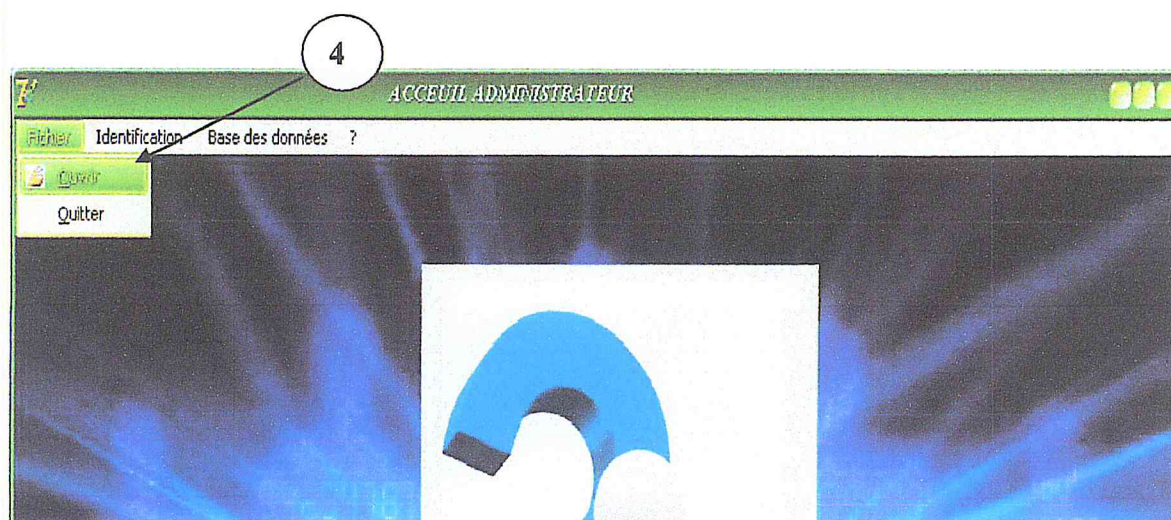 4
ACCEUIL ADMINISTRATEUR
Fichier Identification Base des données ?
Ouvrir
Quitter